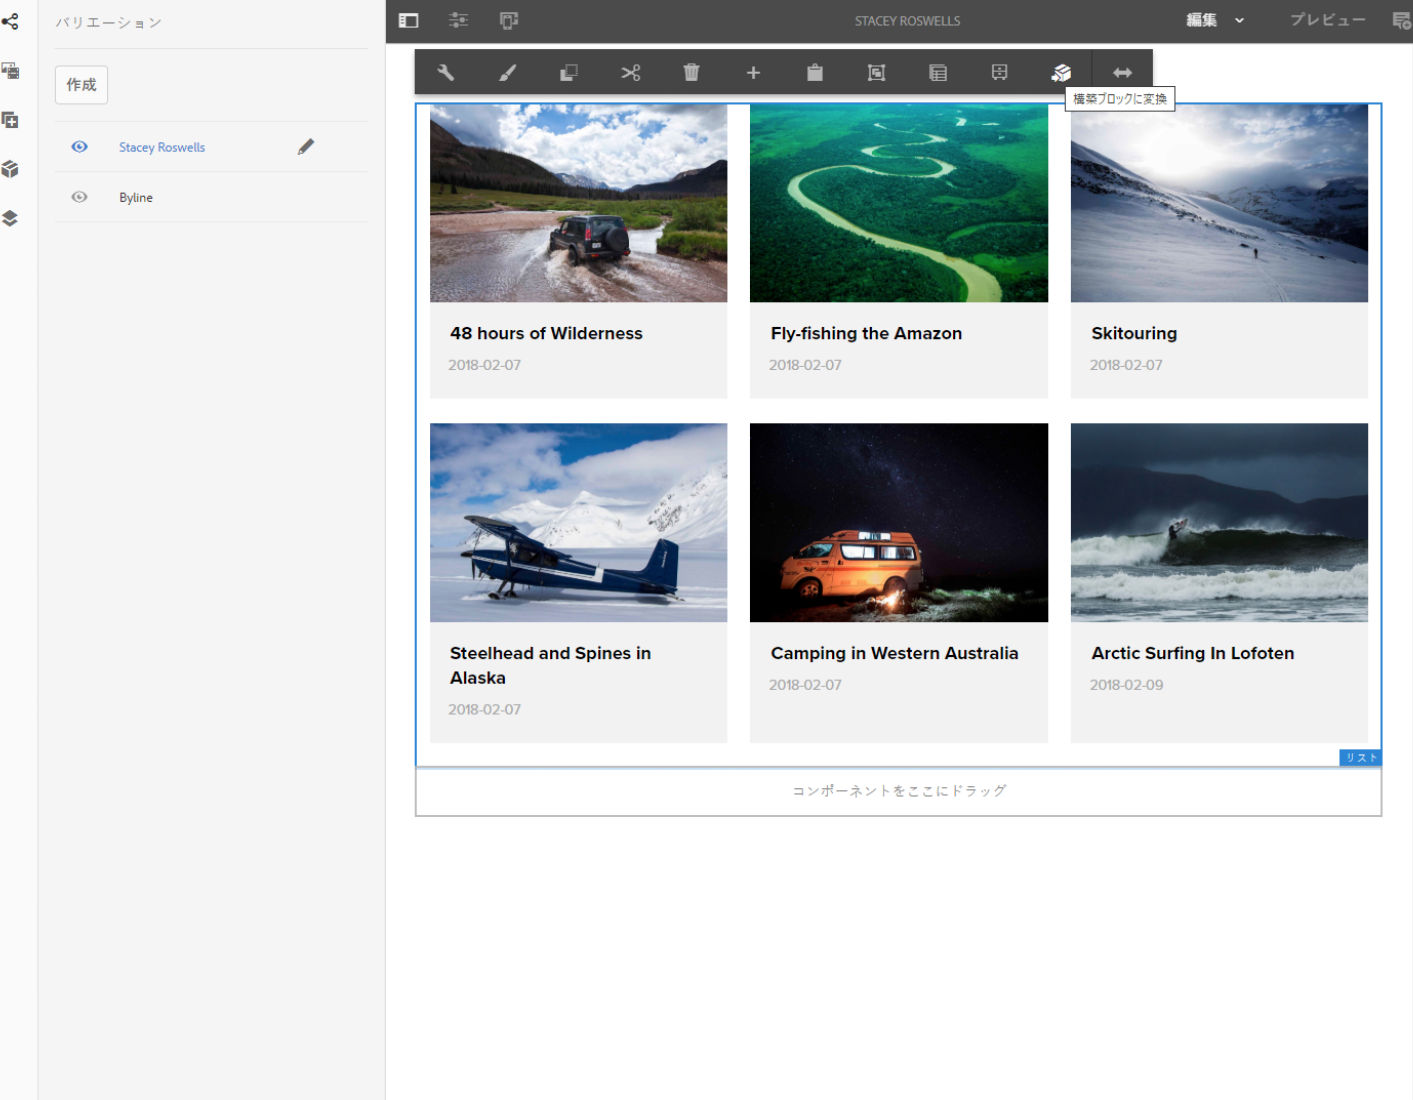 バリエーション
作成
Stacey Roswells
Byline
STACEY ROSWELLS
編集
プレビュー
構築ブロックに変換
48 hours of Wilderness
2018-02-07
Fly-fishing the Amazon
2018-02-07
Skitouring
2018-02-07
Steelhead and Spines in
Alaska
2018-02-07
Camping in Western Australia
2018-02-07
Arctic Surfing In Lofoten
2018-02-09
リスト
コンポーネントをここにドラッグ